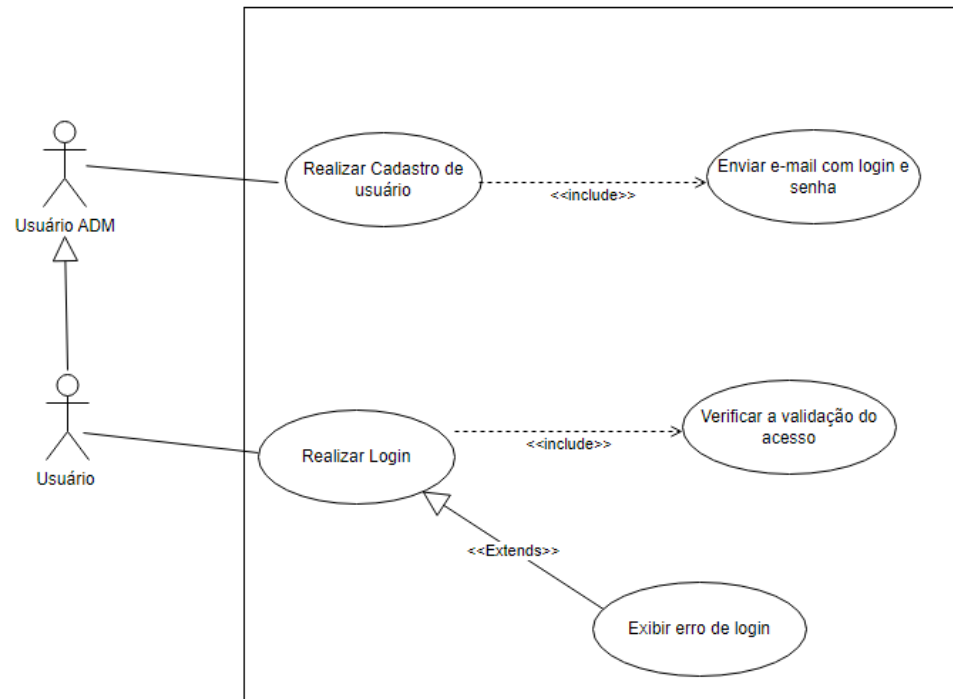 Realizar Cadastro de
usuário
<<include>>
Enviar e-mail com login e
senha
Usuário ADM
Usuário
Realizar Login
<<include>>
Verificar a validação do
acesso
<<Extends>>
Exibir erro de login